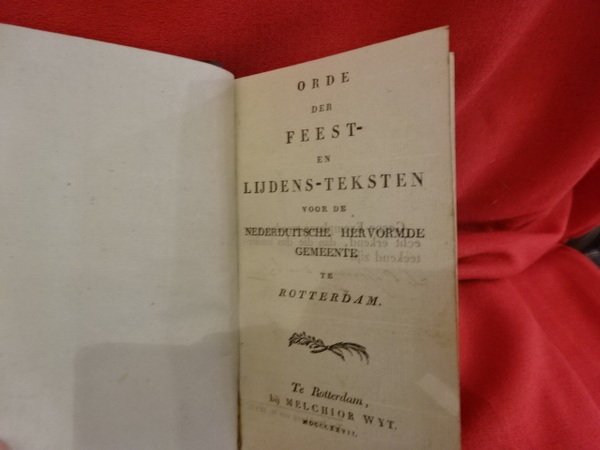 ORDE
DER
FEEST-
EN
LIJDENS-TEKSTEN
VOOR DE
NEDERDUITSCHE HERVORMDE
GEMEENTE
TE
ROTTERDAM.
Te Rotterdam,
bij MELCHIOR WYT.